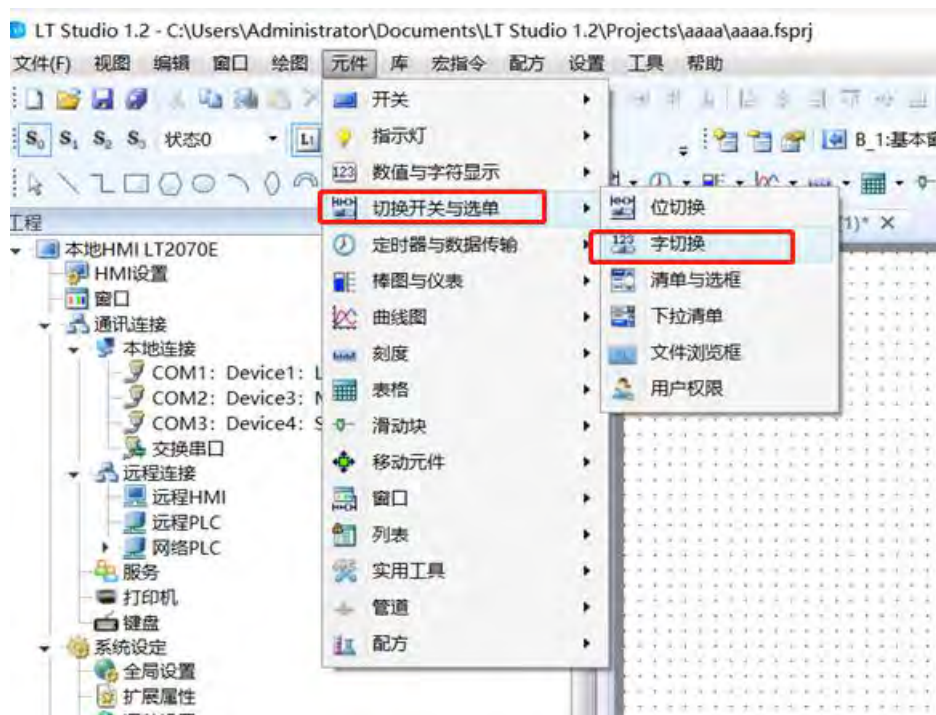 LT Studio 1.2 - C:\Users\Administrator\Documents\LT Studio 1.2\Projects\aaaa\aaaa.fsprj
文件(F) 视图 编辑 窗口 绘图 元件 库 宏指令 配方 设置 工具 帮助
S0 S1 S2 S3 状态0 L1
B_1:基本窗
工程
本地HMI LT2070E
HMI设置
窗口
通讯连接
本地连接
COM1: Device1: L
COM2: Device3: M
COM3: Device4: S
交换串口
远程连接
远程HMI
远程PLC
网络PLC
服务
打印机
键盘
系统设定
全局设置
扩展属性
开关
指示灯
123 数值与字符显示
切换开关与选单
定时器与数据传输
棒图与仪表
曲线图
刻度
表格
滑动块
移动元件
窗口
列表
实用工具
管道
配方
位切换
123 字切换
清单与选框
下拉清单
文件浏览框
用户权限
1)* ×